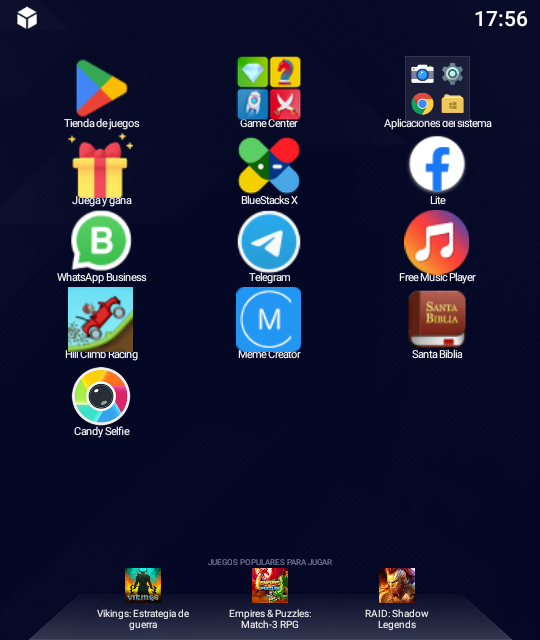 17:56
Tienda de juegos
Game Center
Aplicaciones del sistema
Juega y gana
BlueStacks X
Lite
WhatsApp Business
Telegram
Free Music Player
Hill Climb Racing
M
Meme Creator
SANTA
BIBLIA
Santa Biblia
Candy Selfie
JUEGOS POPULARES PARA JUGAR
VIKINGS
Vikings: Estrategia de
guerra
Empires & Puzzles:
Match-3 RPG
RAID: Shadow
Legends